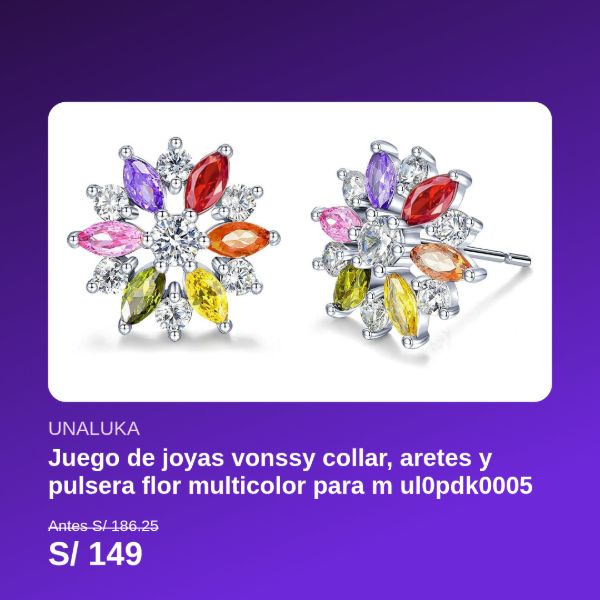 UNALUKA
Juego de joyas vonssy collar, aretes y
pulsera flor multicolor para m ul0pdk0005
Antes S/ 186.25
S/ 149